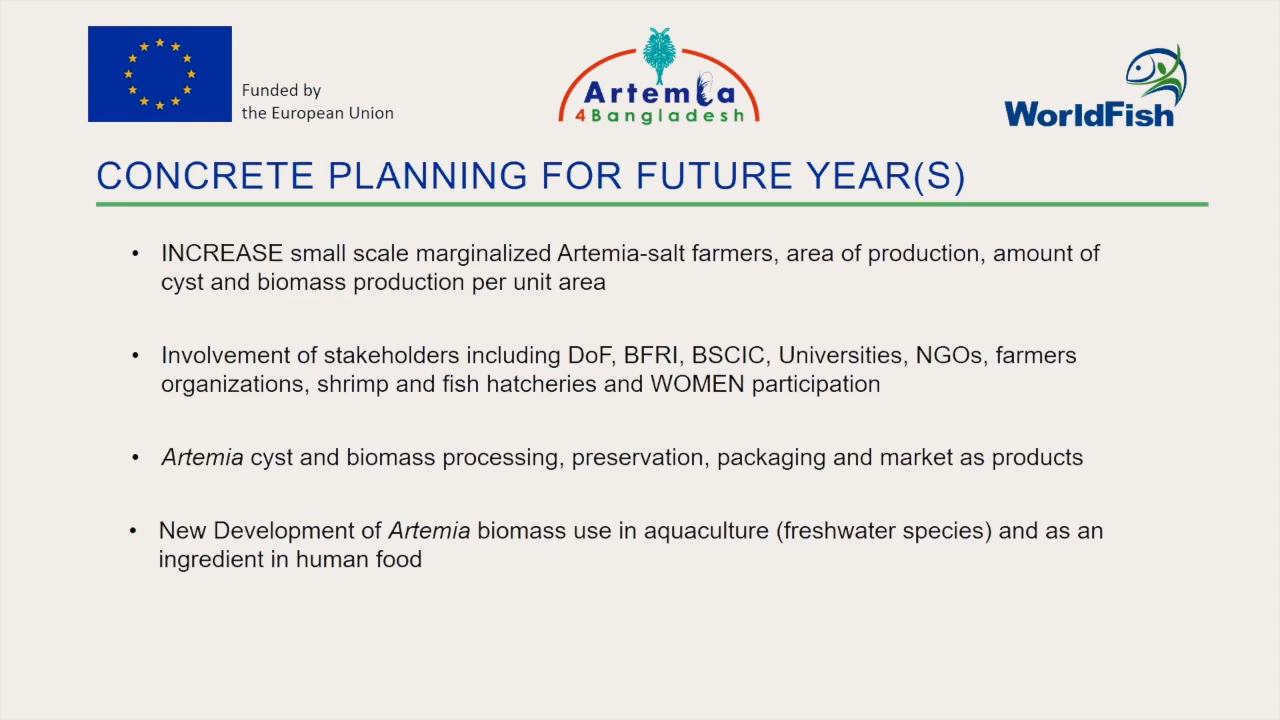 Funded by
the European Union
Artemia
4Bangladesh
WorldFish
CONCRETE PLANNING FOR FUTURE YEAR(S)
• INCREASE small scale marginalized Artemia-salt farmers, area of production, amount of
cyst and biomass production per unit area
• Involvement of stakeholders including DoF, BFRI, BSCIC, Universities, NGOs, farmers
organizations, shrimp and fish hatcheries and WOMEN participation
• Artemia cyst and biomass processing, preservation, packaging and market as products
• New Development of Artemia biomass use in aquaculture (freshwater species) and as an
ingredient in human food